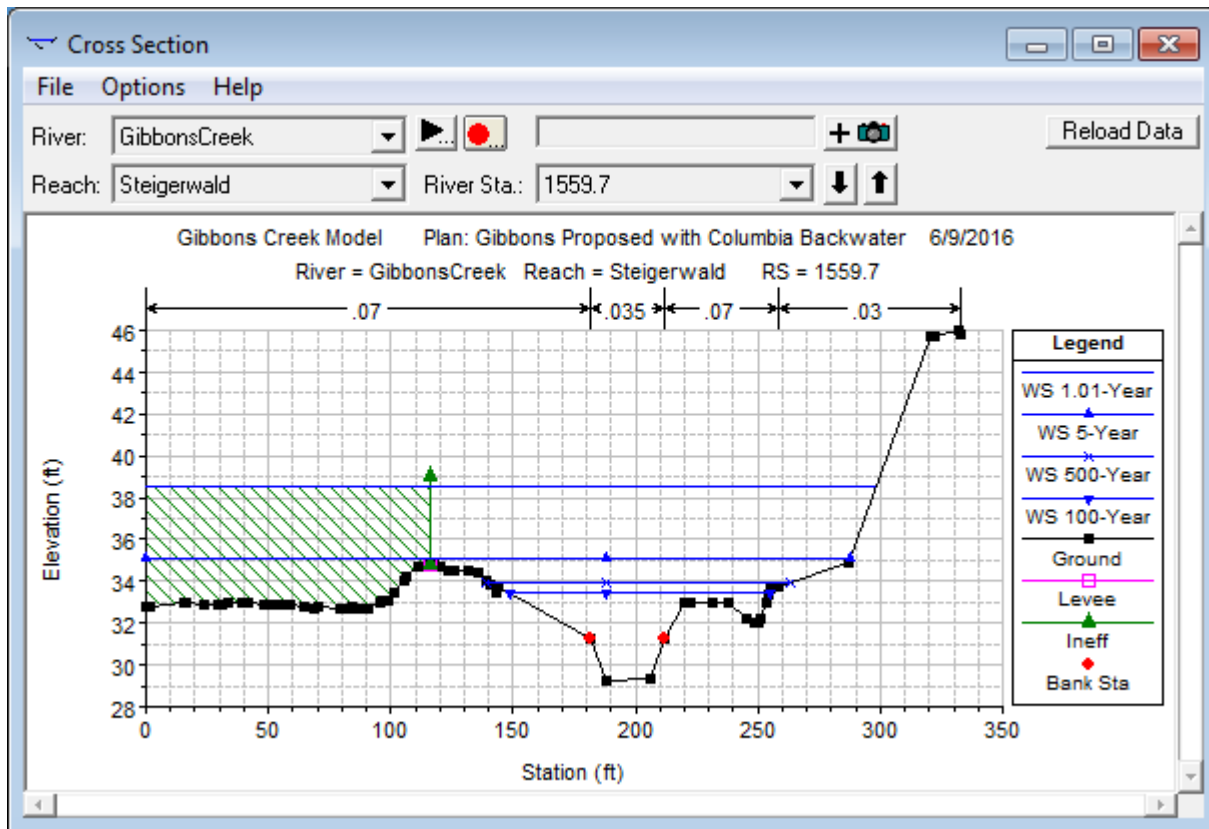 Cross Section
File Options Help
River: GibbonsCreek ... ... + Reload Data
Reach: Steigerwald River Sta.: 1559.7
Gibbons Creek Model Plan: Gibbons Proposed with Columbia Backwater 6/9/2016
River = GibbonsCreek Reach = Steigerwald RS = 1559.7
.07 .035 .07 .03
46
44
42
40
38
36
34
32
30
28
Elevation (ft)
0 50 100 150 200 250 300 350
Station (ft)
Legend
WS 1.01-Year
WS 5-Year
WS 500-Year
WS 100-Year
Ground
Levee
Ineff
Bank Sta